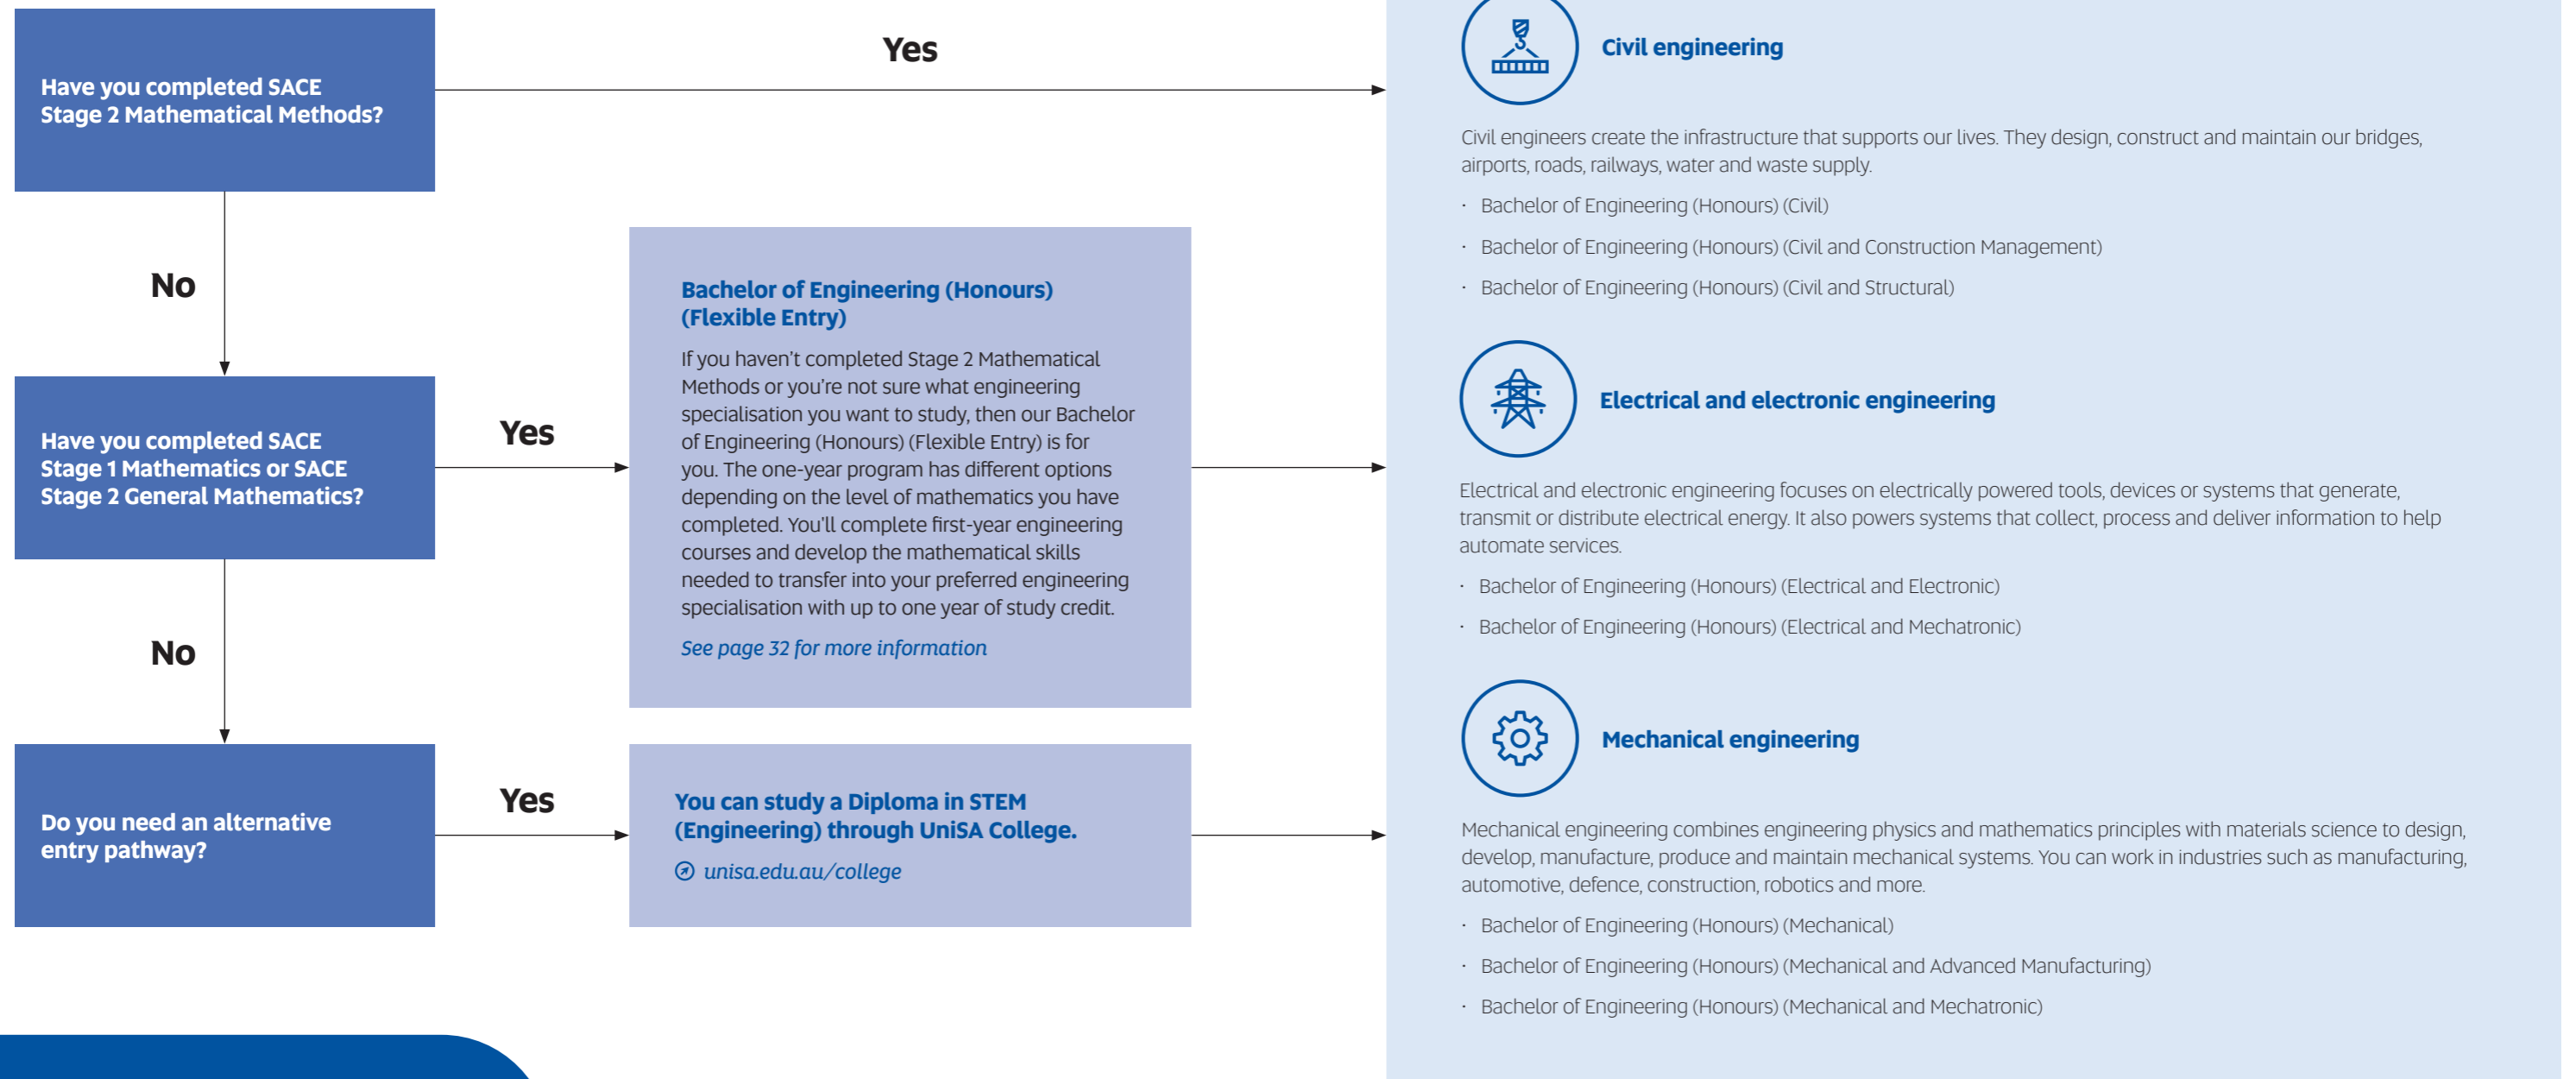 Have you completed SACE
Stage 2 Mathematical Methods?
Yes
No
Have you completed SACE
Stage 1 Mathematics or SACE
Stage 2 General Mathematics?
Yes
No
Do you need an alternative
entry pathway?
Yes
Bachelor of Engineering (Honours)
(Flexible Entry)
If you haven't completed Stage 2 Mathematical
Methods or you're not sure what engineering
specialisation you want to study, then our Bachelor
of Engineering (Honours) (Flexible Entry) is for
you. The one-year program has different options
depending on the level of mathematics you have
completed. You'll complete first-year engineering
courses and develop the mathematical skills
needed to transfer into your preferred engineering
specialisation with up to one year of study credit.
See page 32 for more information
You can study a Diploma in STEM
(Engineering) through UniSA College.
unisa.edu.au/college
Civil engineering
Civil engineers create the infrastructure that supports our lives. They design, construct and maintain our bridges,
airports, roads, railways, water and waste supply.
· Bachelor of Engineering (Honours) (Civil)
· Bachelor of Engineering (Honours) (Civil and Construction Management)
· Bachelor of Engineering (Honours) (Civil and Structural)
Electrical and electronic engineering
Electrical and electronic engineering focuses on electrically powered tools, devices or systems that generate,
transmit or distribute electrical energy. It also powers systems that collect, process and deliver information to help
automate services.
· Bachelor of Engineering (Honours) (Electrical and Electronic)
· Bachelor of Engineering (Honours) (Electrical and Mechatronic)
Mechanical engineering
Mechanical engineering combines engineering physics and mathematics principles with materials science to design,
develop, manufacture, produce and maintain mechanical systems. You can work in industries such as manufacturing,
automotive, defence, construction, robotics and more.
· Bachelor of Engineering (Honours) (Mechanical)
· Bachelor of Engineering (Honours) (Mechanical and Advanced Manufacturing)
· Bachelor of Engineering (Honours) (Mechanical and Mechatronic)